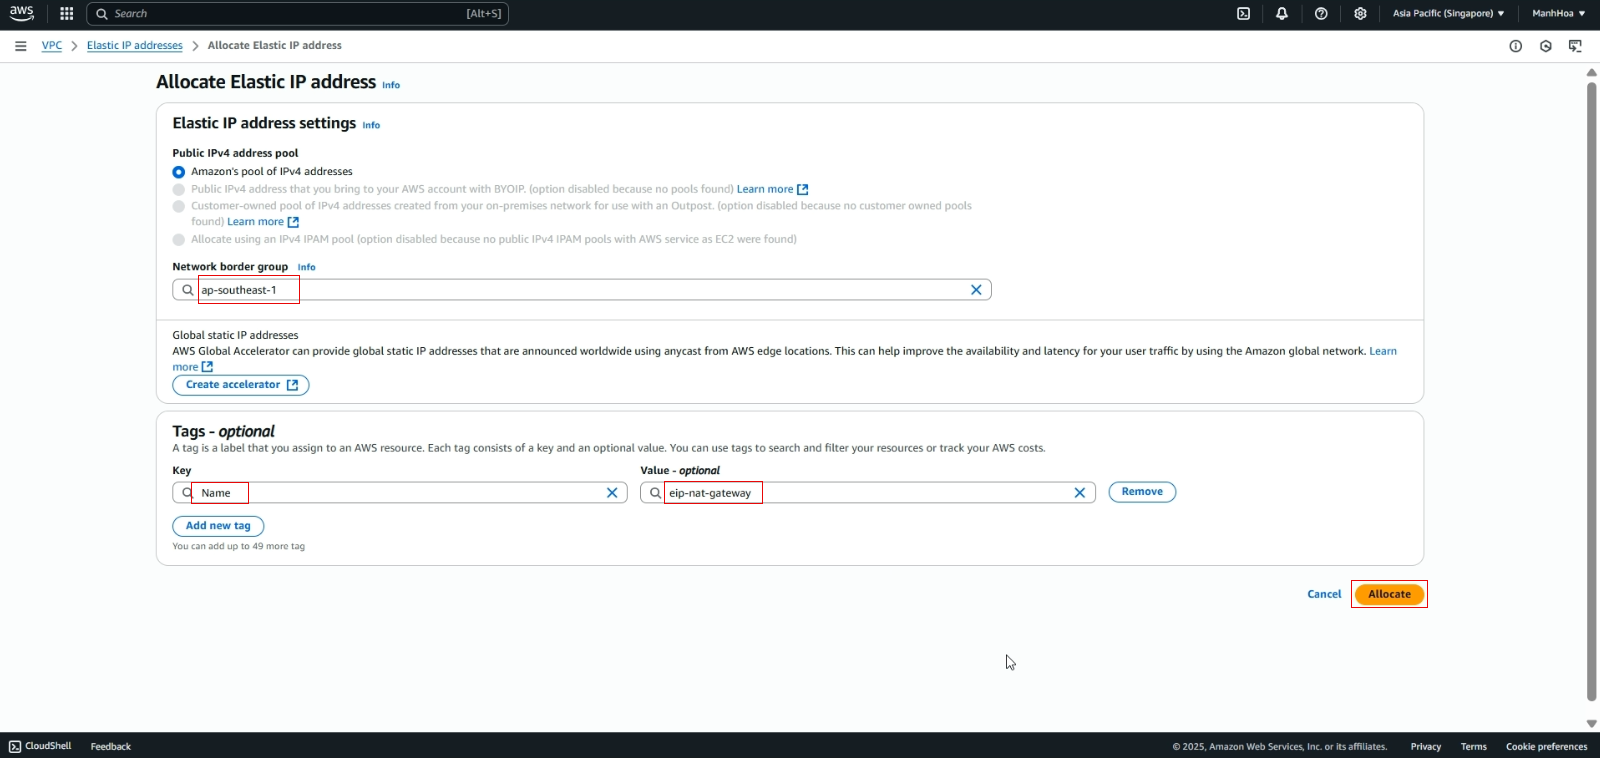 aws Search [Alt+S] Asia Pacific (Singapore) ManhHoa
VPC Elastic IP addresses Allocate Elastic IP address
Allocate Elastic IP address Info
Elastic IP address settings Info
Public IPv4 address pool
Amazon's pool of IPv4 addresses
Public IPv4 address that you bring to your AWS account with BYOIP. (option disabled because no pools found) Learn more
Customer-owned pool of IPv4 addresses created from your on-premises network for use with an Outpost. (option disabled because no customer owned pools
found) Learn more
Allocate using an IPv4 IPAM pool (option disabled because no public IPv4 IPAM pools with AWS service as EC2 were found)
Network border group Info
ap-southeast-1
Global static IP addresses
AWS Global Accelerator can provide global static IP addresses that are announced worldwide using anycast from AWS edge locations. This can help improve the availability and latency for your user traffic by using the Amazon global network. Learn
more
Create accelerator
Tags - optional
A tag is a label that you assign to an AWS resource. Each tag consists of a key and an optional value. You can use tags to search and filter your resources or track your AWS costs.
Key Value - optional
Name eip-nat-gateway Remove
Add new tag
You can add up to 49 more tag
Cancel Allocate
CloudShell Feedback © 2025, Amazon Web Services, Inc. or its affiliates. Privacy Terms Cookie preferences